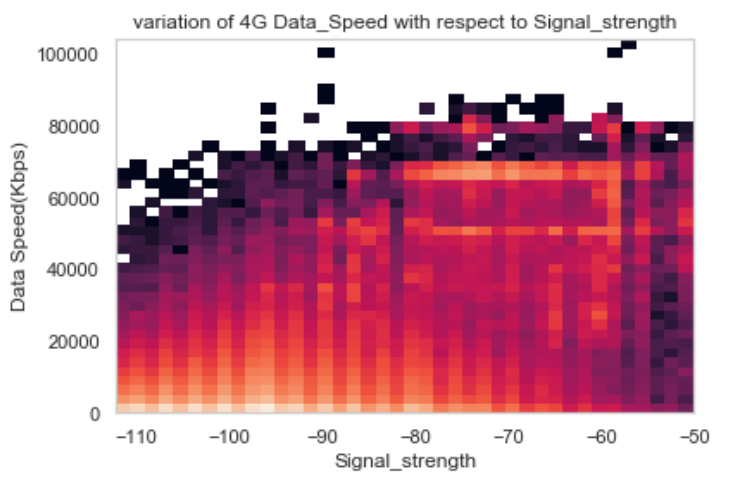 variation of 4G Data_Speed with respect to Signal_strength
100000
80000
60000
40000
20000
0
Data Speed(Kbps)
−110 −100 −90 −80 −70 −60 −50
Signal_strength